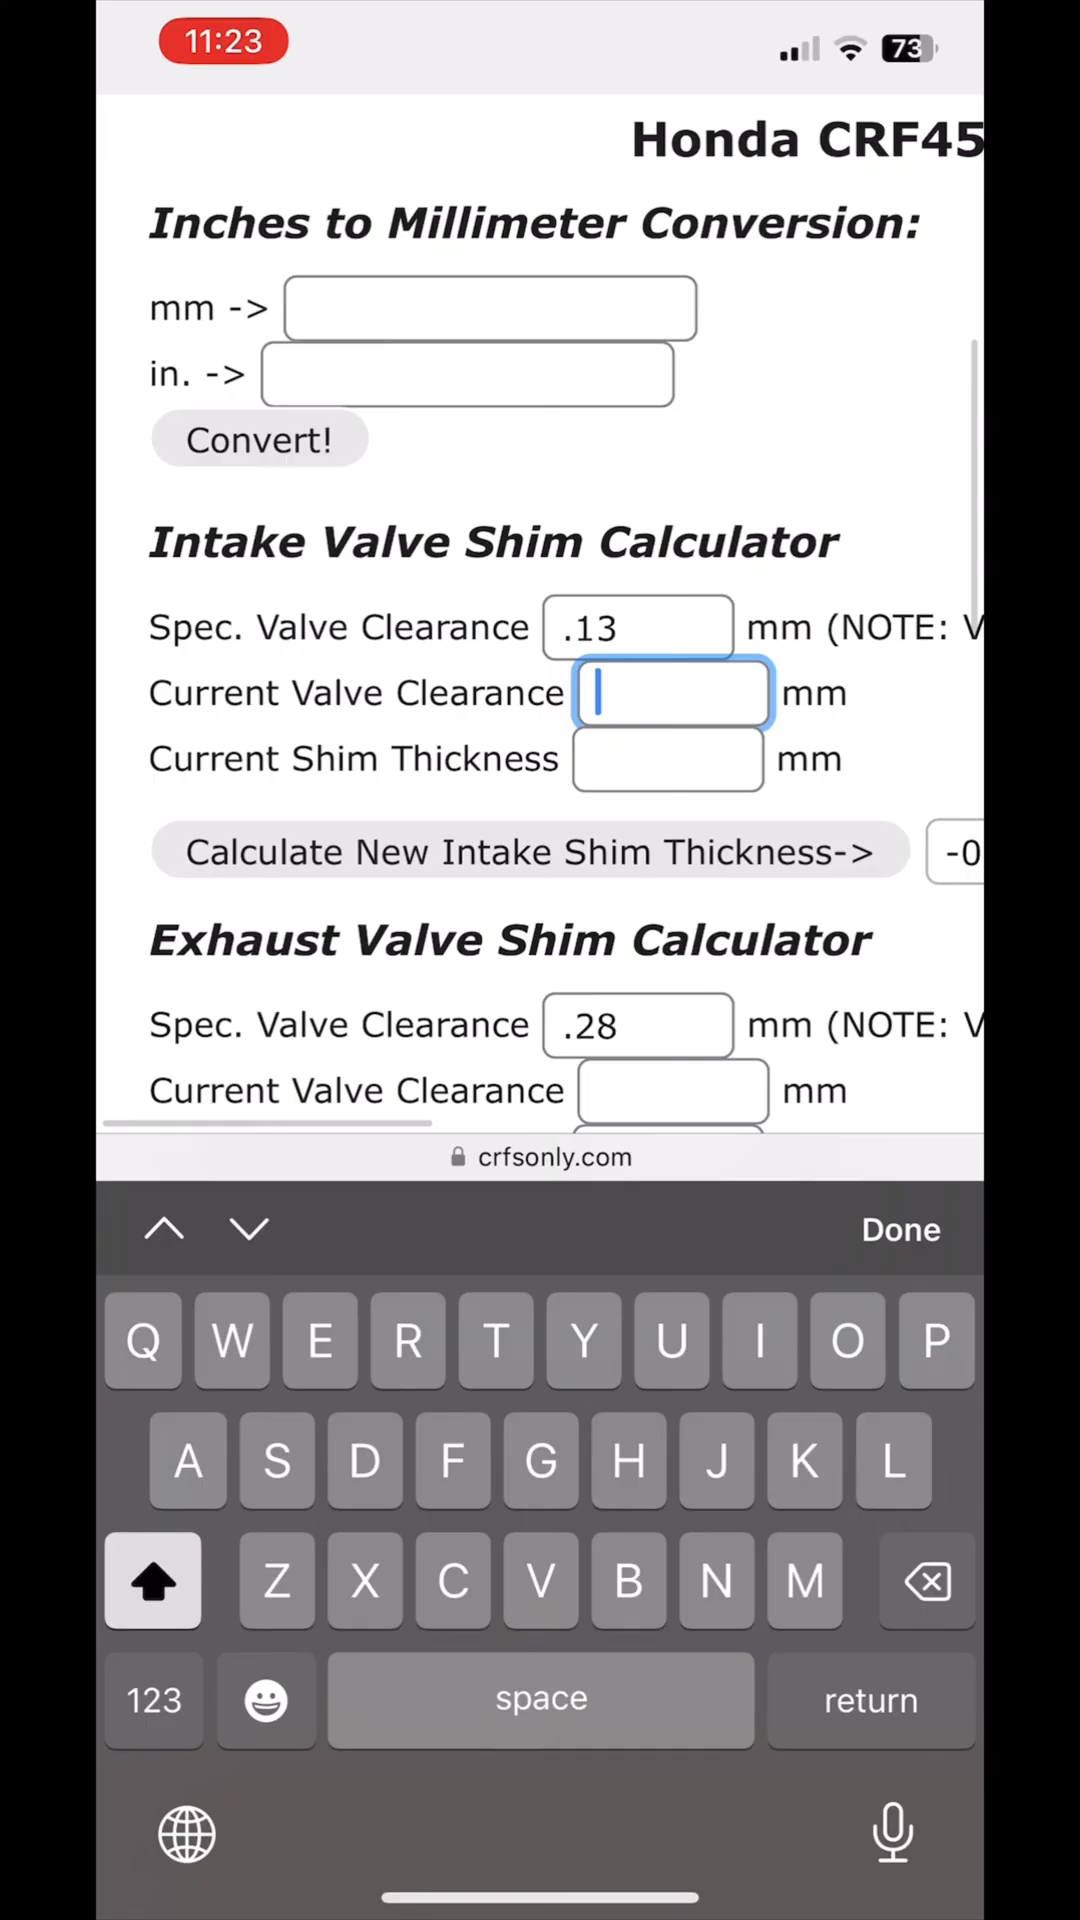 11:23
73
Honda CRF45
Inches to Millimeter Conversion:
mm ->
in. ->
Convert!
Intake Valve Shim Calculator
Spec. Valve Clearance .13 mm (NOTE: V
Current Valve Clearance mm
Current Shim Thickness mm
Calculate New Intake Shim Thickness-> -0
Exhaust Valve Shim Calculator
Spec. Valve Clearance .28 mm (NOTE: V
Current Valve Clearance mm
crfsonly.com
Done
Q W E R T Y U I O P
A S D F G H J K L
Z X C V B N M
123 space return